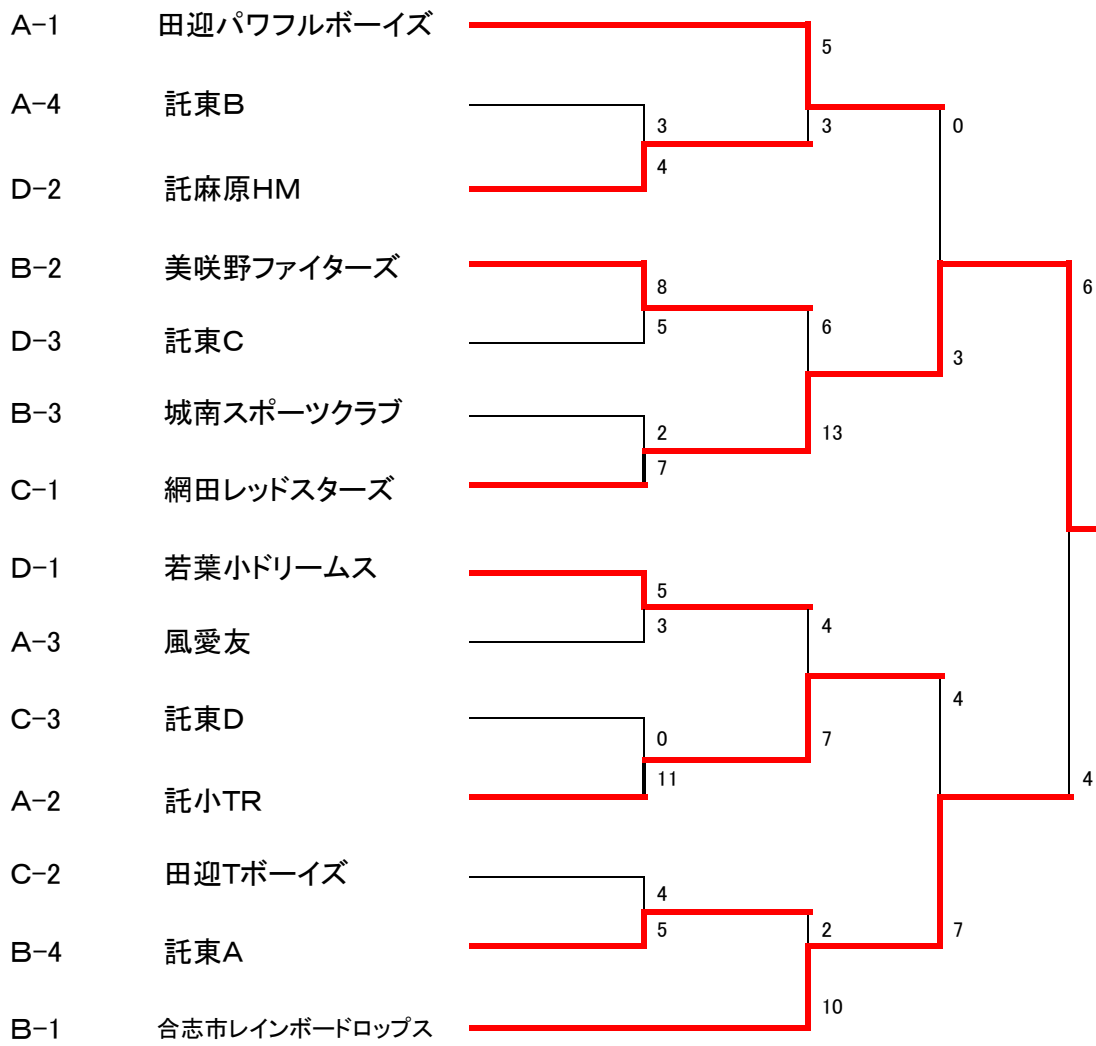 A-1 田迎パワフルボーイズ
5
A-4 託東B
3
3
0
4
D-2 託麻原HM
B-2 美咲野ファイターズ
8
6
5
6
D-3 託東C
3
B-3 城南スポーツクラブ
2
13
7
C-1 網田レッドスターズ
D-1 若葉小ドリームス
5
3
4
A-3 風愛友
4
C-3 託東D
0
7
11
4
A-2 託小TR
C-2 田迎Tボーイズ
4
5
2
7
B-4 託東A
10
B-1 合志市レインボードロップス